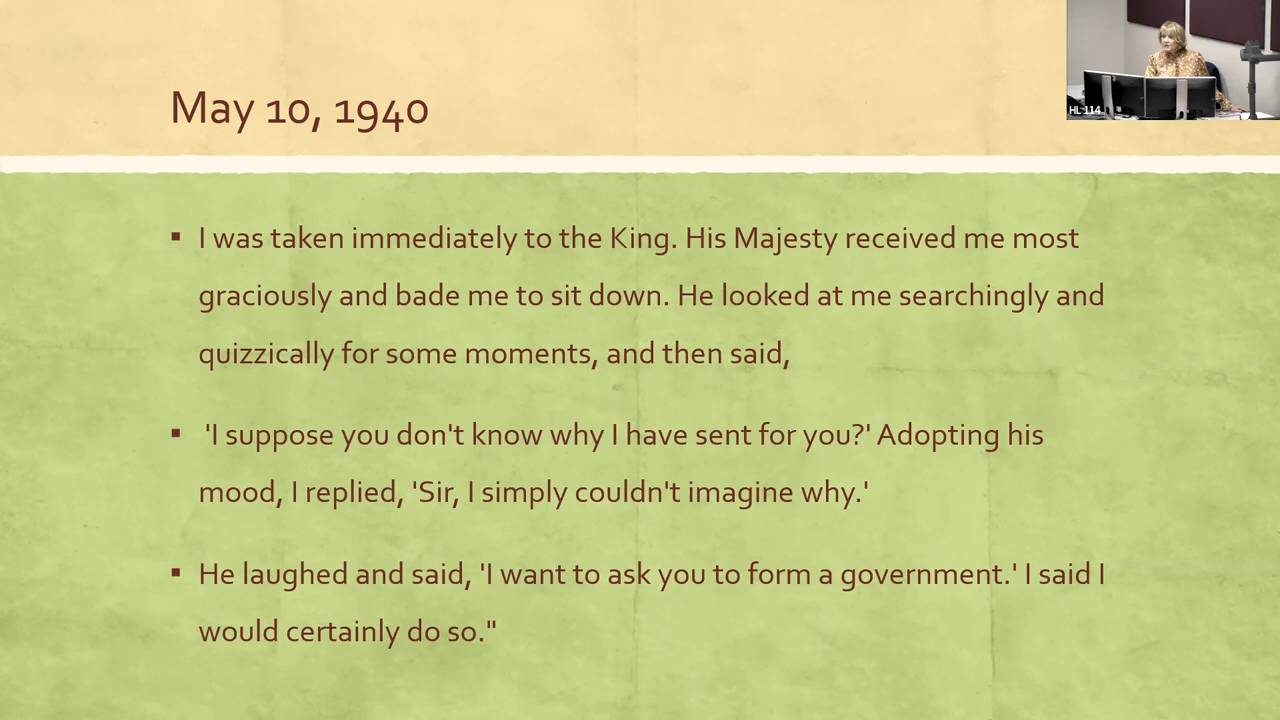 May 10, 1940
HL 114
▪ I was taken immediately to the King. His Majesty received me most
graciously and bade me to sit down. He looked at me searchingly and
quizzically for some moments, and then said,
▪ 'I suppose you don't know why I have sent for you?' Adopting his
mood, I replied, 'Sir, I simply couldn't imagine why.'
▪ He laughed and said, 'I want to ask you to form a government.' I said I
would certainly do so."